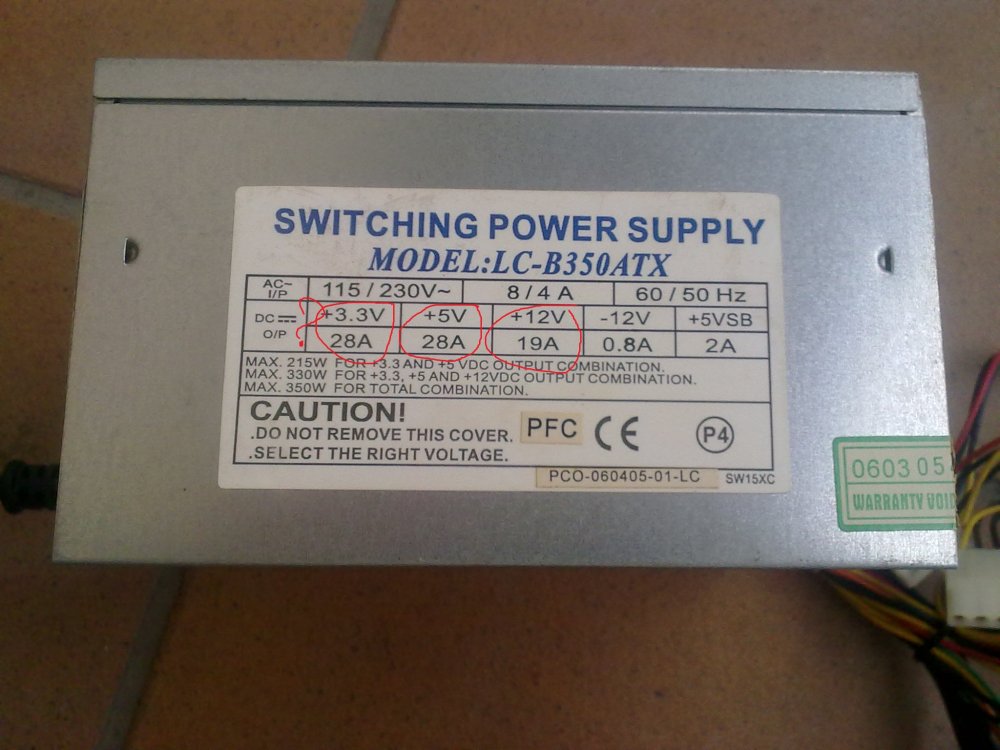 SWITCHING POWER SUPPLY
MODEL:LC-B350ATX
AC~ I/P 115 / 230V~ 8 / 4 A 60 / 50 Hz
DC O/P +3.3V +5V +12V -12V +5VSB
28A 28A 19A 0.8A 2A
MAX. 215W FOR +3.3 AND +5 VDC OUTPUT COMBINATION.
MAX. 330W FOR +3.3, +5 AND +12VDC OUTPUT COMBINATION.
MAX. 350W FOR TOTAL COMBINATION.
CAUTION!
.DO NOT REMOVE THIS COVER.
.SELECT THE RIGHT VOLTAGE.
PFC CE P4
PCO-060405-01-LC SW15XC
0603 05
WARRANTY VOID
?